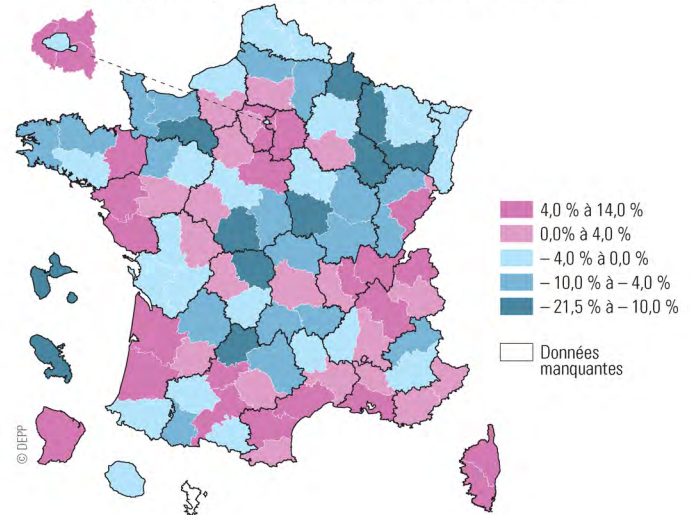 4,0 % à 14,0 %
0,0% à 4,0 %
– 4,0 % à 0,0 %
– 10,0 % à – 4,0 %
– 21,5 % à – 10,0 %
Données
manquantes
© DEPP